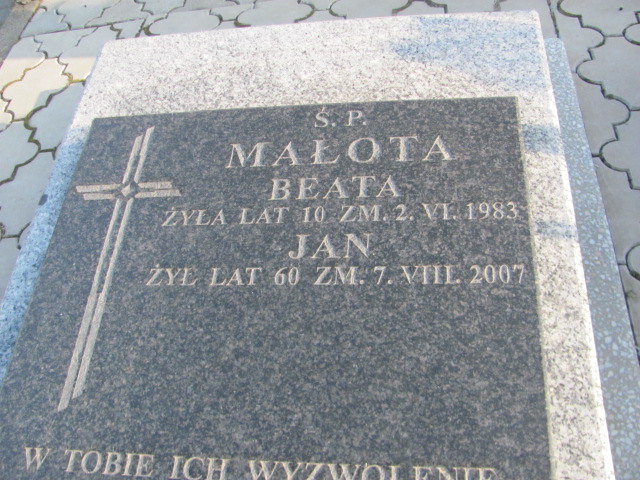 Ś. P.
MAŁOTA
BEATA
ŻYŁA LAT 10 ZM. 2. VI. 1983
JAN
ŻYŁ LAT 60 ZM. 7. VIII. 2007
W TOBIE ICH WYZWOLENIE